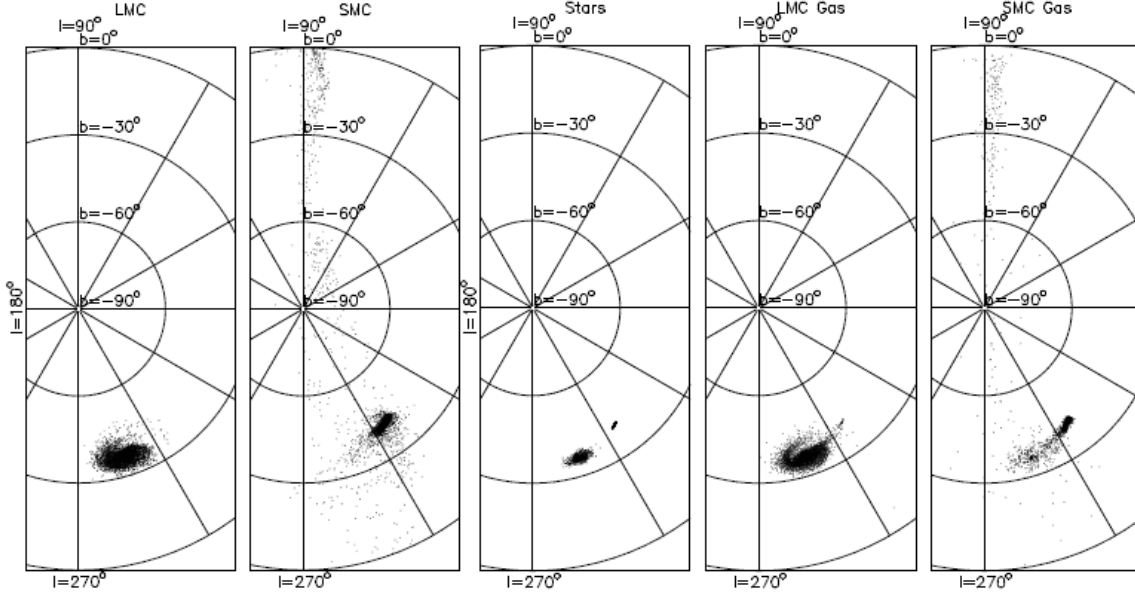 LMC
l=90°
b=0°
b=−30°
b=−60°
b=−90°
l=180°
l=270°
SMC
l=90°
b=0°
b=−30°
b=−60°
b=−90°
l=270°
Stars
l=90°
b=0°
b=−30°
b=−60°
b=−90°
l=180°
l=270°
LMC Gas
l=90°
b=0°
b=−30°
b=−60°
b=−90°
l=270°
SMC Gas
l=90°
b=0°
b=−30°
b=−60°
b=−90°
l=270°